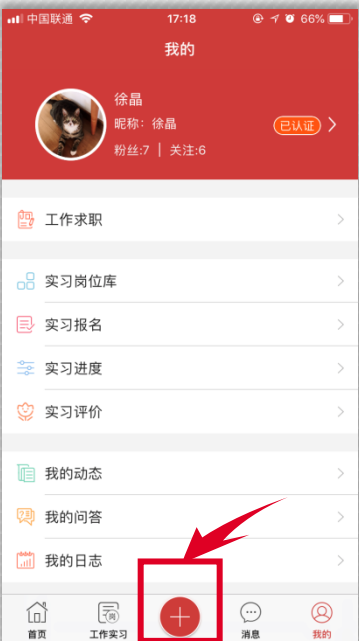 中国联通 17:18 66%
我的
徐晶
昵称：徐晶
已认证
粉丝:7 | 关注:6
工作求职
实习岗位库
实习报名
实习进度
实习评价
我的动态
我的问答
我的日志
首页 工作实习 消息 我的